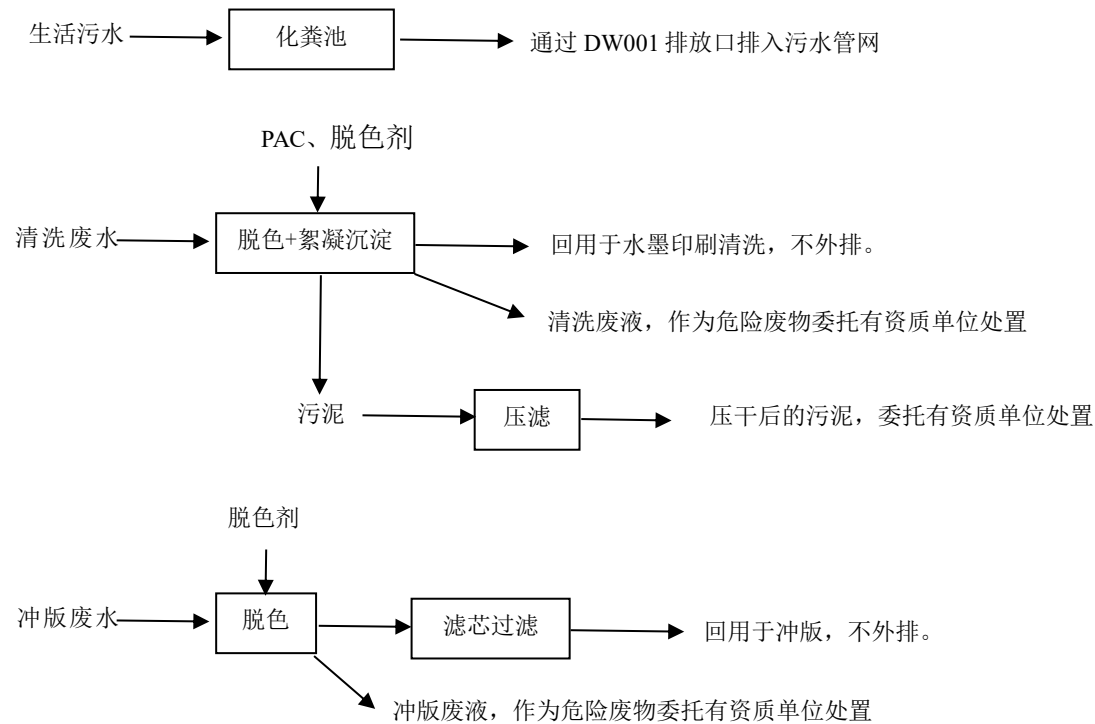 生活污水
化粪池
通过 DW001 排放口排入污水管网
PAC、脱色剂
清洗废水
脱色+絮凝沉淀
回用于水墨印刷清洗，不外排。
清洗废液，作为危险废物委托有资质单位处置
污泥
压滤
压干后的污泥，委托有资质单位处置
脱色剂
冲版废水
脱色
滤芯过滤
回用于冲版，不外排。
冲版废液，作为危险废物委托有资质单位处置